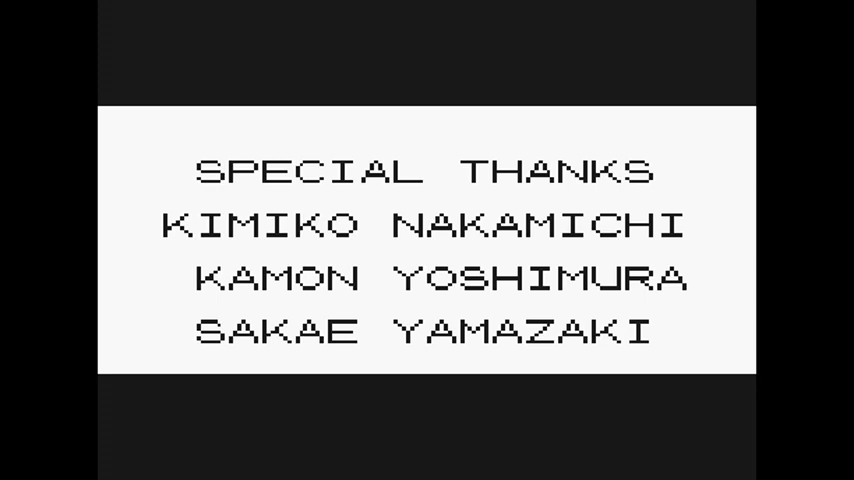 SPECIAL THANKS
KIMIKO NAKAMICHI
KAMON YOSHIMURA
SAKAE YAMAZAKI